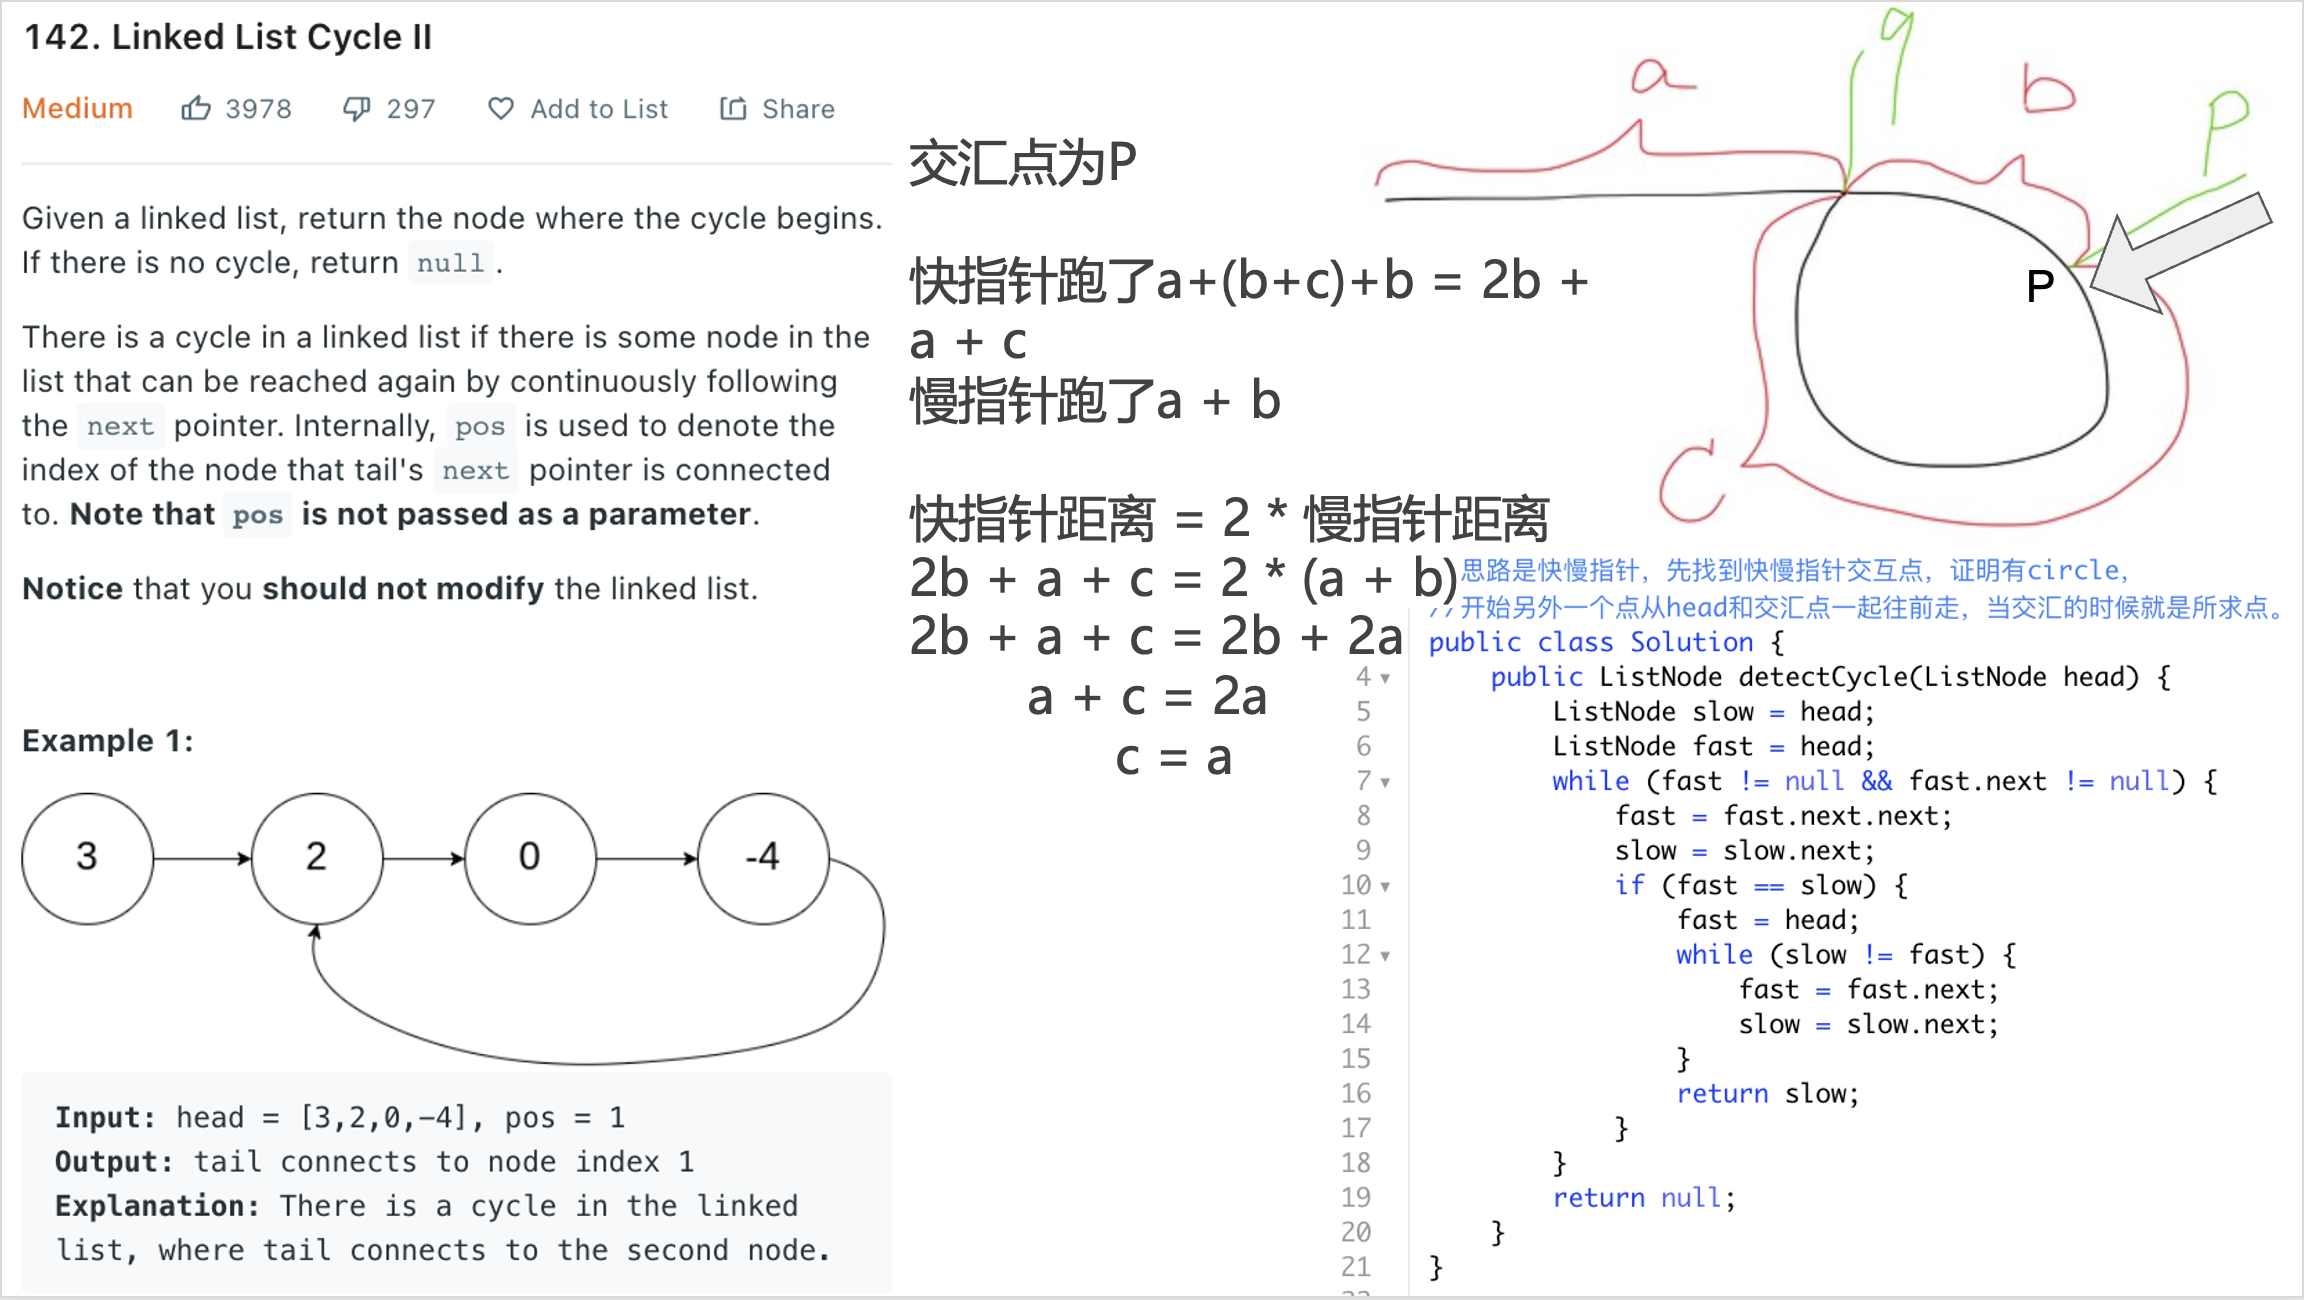 142. Linked List Cycle II
Medium 3978 297 Add to List Share
Given a linked list, return the node where the cycle begins.
If there is no cycle, return null .
There is a cycle in a linked list if there is some node in the
list that can be reached again by continuously following
the next pointer. Internally, pos is used to denote the
index of the node that tail's next pointer is connected
to. Note that pos is not passed as a parameter.
Notice that you should not modify the linked list.
Example 1:
3 2 0 -4
Input: head = [3,2,0,-4], pos = 1
Output: tail connects to node index 1
Explanation: There is a cycle in the linked
list, where tail connects to the second node.
交汇点为P
快指针跑了a+(b+c)+b = 2b +
a + c
慢指针跑了a + b
快指针距离 = 2 * 慢指针距离
2b + a + c = 2 * (a + b)
2b + a + c = 2b + 2a
a + c = 2a
c = a
a
q
b
P
P
C
思路是快慢指针，先找到快慢指针交互点，证明有circle，
// 开始另外一个点从head和交汇点一起往前走，当交汇的时候就是所求点。
public class Solution {
4 public ListNode detectCycle(ListNode head) {
5 ListNode slow = head;
6 ListNode fast = head;
7 while (fast != null && fast.next != null) {
8 fast = fast.next.next;
9 slow = slow.next;
10 if (fast == slow) {
11 fast = head;
12 while (slow != fast) {
13 fast = fast.next;
14 slow = slow.next;
15 }
16 return slow;
17 }
18 }
19 return null;
20 }
21 }